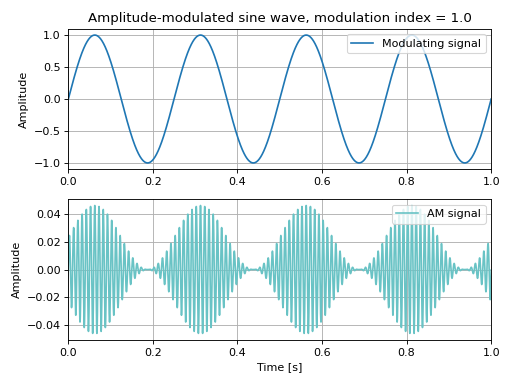 Amplitude-modulated sine wave, modulation index = 1.0
1.0
0.5
0.0
−0.5
−1.0
Amplitude
Modulating signal
0.0 0.2 0.4 0.6 0.8 1.0
0.04
0.02
0.00
−0.02
−0.04
Amplitude
AM signal
0.0 0.2 0.4 0.6 0.8 1.0
Time [s]